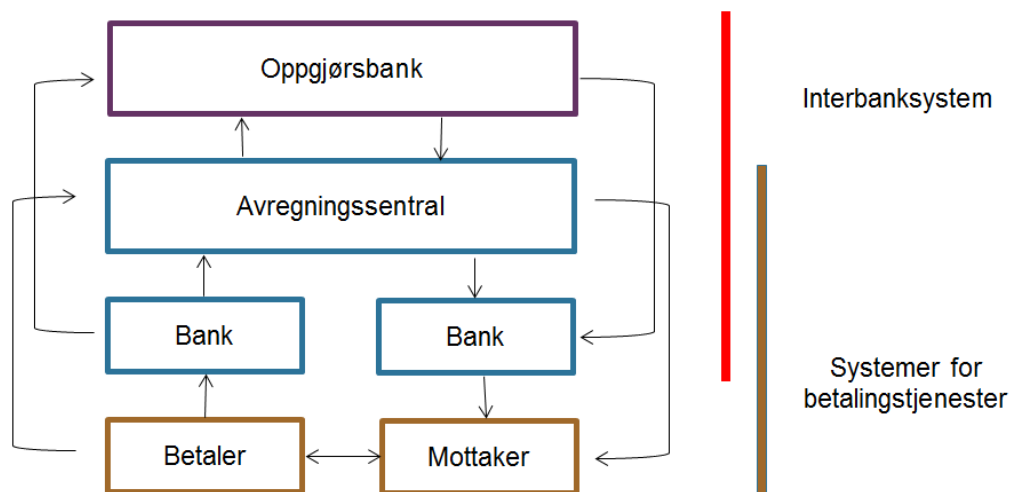 Oppgjørsbank
Interbanksystem
Avregningssentral
Bank
Bank
Systemer for
betalingstjenester
Betaler
Mottaker